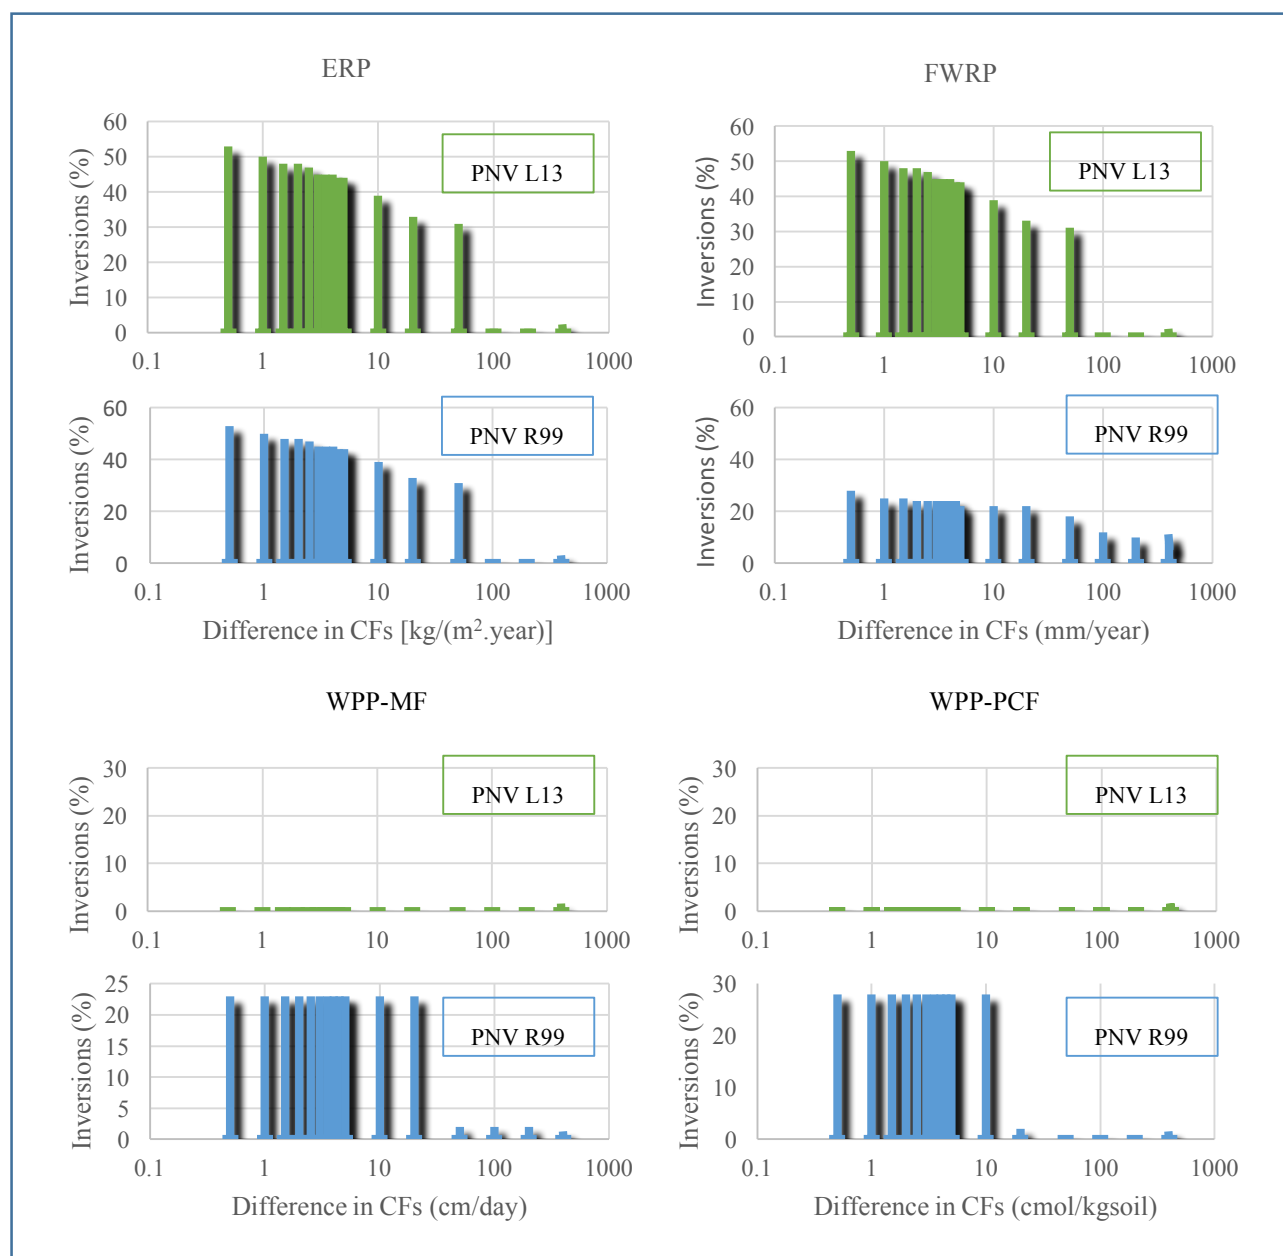 ERP
Inversions (%)
60
50
40
30
20
10
0
PNV L13
0.1 1 10 100 1000
Inversions (%)
60
40
20
0
PNV R99
0.1 1 10 100 1000
Difference in CFs [kg/(m².year)]
FWRP
Inversions (%)
60
50
40
30
20
10
0
PNV L13
0.1 1 10 100 1000
Inversions (%)
60
40
20
0
PNV R99
0.1 1 10 100 1000
Difference in CFs (mm/year)
WPP-MF
Inversions (%)
30
20
10
0
PNV L13
0.1 1 10 100 1000
Inversions (%)
25
20
15
10
5
0
PNV R99
0.1 1 10 100 1000
Difference in CFs (cm/day)
WPP-PCF
Inversions (%)
30
20
10
0
PNV L13
0.1 1 10 100 1000
Inversions (%)
30
20
10
0
PNV R99
0.1 1 10 100 1000
Difference in CFs (cmol/kgsoil)